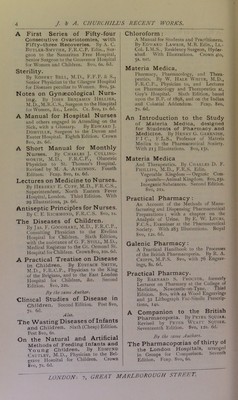 4 J. & A. CHURCHILL'S RECENT WORKS.
A First Series of Fifty-four
Consecutive Ovariotomies, with
Fifty-three Recoveries. By A. C.
Butler-Smythe, F.R.C.P. Edin., Sur-
geon to the Samaritan Free Hospital,
Senior Surgeon to the Grosvenor Hospital
for Women and Children. 8vo, 6s. 6d.
Sterility.
By Robert Bell, M.D., F.F.P. & S.,
Senior Physician to the Glasgow Hospital
for Diseases peculiar to Women. 8vo, 5s.
Notes on Gynæcological Nurs-
ing. By John Benjamin Hellier,
M.D., M.R.C.S., Surgeon to the Hospital
for Women, &c., Leeds. Cr. 8vo, 1s. 6d.
A Manual for Hospital Nurses
and others engaged in Attending on the
Sick, with a Glossary. By Edward J.
Domville, Surgeon to the Devon and
Exeter Hospital. Eighth Edition. Crown
8vo, 2s. 6d.
A Short Manual for Monthly
Nurses. By Charles J. Culling-
worth, M.D., F.R.C.P., Obstetric
Physician to St. Thomas's Hospital.
Revised by M. A. Atkinson. Fourth
Edition. Fcap. 8vo, 1s. 6d.
Lectures on Medicine to Nurses.
By Herbert E. Cuff, M.D., F.R.C.S.,
Superintendent, North Eastern Fever
Hospital, London. Third Edition. With
29 Illustrations, 3s. 6d.
Antiseptic Principles for Nurses.
By C. E. Richmond, F.R.C.S. 8vo, 1s.
The Diseases of Children.
By Jas. F. Goodhart, M.D., F.R.C.P.,
Consulting Physician to the Evelina
Hospital for Children. Sixth Edition,
with the assistance of G. F. Still, M.D.,
Medical Registrar to the Gt. Ormond St.
Hospital for Children. Crown 8vo, 10s. 6d.
A Practical Treatise on Disease
in Children. By Eustace Smith,
M.D., F.R.C.P., Physician to the King
of the Belgians, and to the East London
Hospital for Children, &c. Second
Edition. 8vo, 22s.
By the same Author.
Clinical Studies of Disease in
Children. Second Edition. Post 8vo,
7s. 6d.
Also.
The Wasting Diseases of Infants
and Children. Sixth (Cheap) Edition.
Post 8vo, 6s.
On the Natural and Artificial
Methods of Feeding Infants and
Young Children. By Edmund
Cautley, M.D., Physician to the Bel-
grave Hospital for Children. Crown
8vo, 7s. 6d.
Chloroform:
A Manual for Students and Practitioners.
By Edward Lawrie, M.B. Edin., Lt.-
Col. I.M.S., Residency Surgeon, Hyder-
abad. Illustrations. Crown 4to,
5s. net.
Materia Medica,
Pharmacy, Pharmacology, and Thera-
peutics. By W. Hale White, M.D.,
F.R.C.P., Physician to, and Lecturer
on Pharmacology and Therapeutics at,
Guy's Hospital. Sixth Edition, based
upon the B.P. of 1898, and on the Indian
and Colonial Addendum. Fcap. 8vo,
7s. 6d.
An Introduction to the Study
of Materia Medica, designed
for Students of Pharmacy and
Medicine. By Henry G. Greenish,
F.I.C., F.L.S., Professor of Materia
Medica to the Pharmaceutical Society.
With 213 Illustrations. 8vo, 15s.
Materia Medica
And Therapeutics. By Charles D. F.
Phillips, M.D., F.R.S. Edin.
Vegetable Kingdom—Organic Com-
pounds—Animal Kingdom. 8vo, 25s.
Inorganic Substances. Second Edition.
8vo, 21s.
Practical Pharmacy:
An Account of the Methods of Manu-
facturing and Dispensing Pharmaceutical
Preparations; with a chapter on the
Analysis of Urine. By E. W. Lucas,
F.C.S., Examiner at the Pharmaceutical
Society. With 283 Illustrations. Royal
8vo, 12s. 6d.
Galenic Pharmacy:
A Practical Handbook to the Processes
of the British Pharmacopœia. By R. A.
Cripps, M.P.S. 8vo, with 76 Engrav-
ings, 8s. 6d.
Practical Pharmacy.
By Barnard S. Proctor, formerly
Lecturer on Pharmacy at the College of
Medicine, Newcastle-on-Tyne. Third
Edition. 8vo, with 44 Wood Engravings
and 32 Lithograph Fac-Simile Prescrip-
tions, 14s.
A Companion to the British
Pharmacopœia. By Peter Squire.
Revised by Peter Wyatt Squire.
Seventeenth Edition. 8vo, 12s. 6d.
By the same Author.
The Pharmacopœias of thirty of
the London Hospitals, arranged
in Groups for Comparison. Seventh
Edition. Fcap. 8vo, 6s.
LONDON: 7, GREAT MARLBOROUGH STREET.